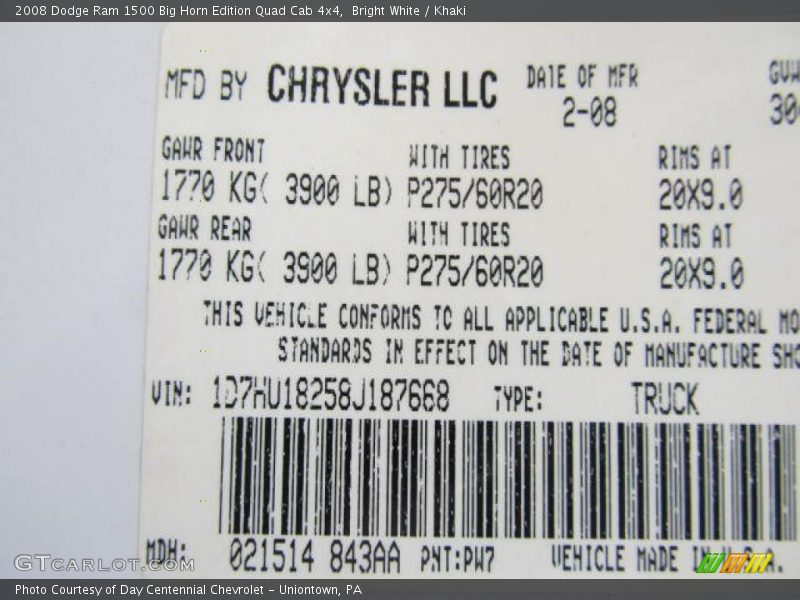 2008 Dodge Ram 1500 Big Horn Edition Quad Cab 4x4, Bright White / Khaki
MFD BY CHRYSLER LLC DATE OF MFR
2-08 30
GAWR FRONT WITH TIRES RIMS AT
1770 KG( 3900 LB) P275/60R20 20X9.0
GAWR REAR WITH TIRES RIMS AT
1770 KG( 3900 LB) P275/60R20 20X9.0
THIS VEHICLE CONFORMS TO ALL APPLICABLE U.S.A. FEDERAL MO
STANDARDS IN EFFECT ON THE DATE OF MANUFACTURE SHO
VIN: 1D7HU18258J187668 TYPE: TRUCK
MDH: 021514 843AA PNT:PW7 VEHICLE MADE IN U.S.A.
GTCARLOT.COM
Photo Courtesy of Day Centennial Chevrolet - Uniontown, PA